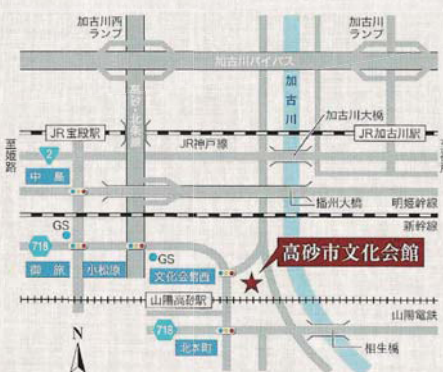 加古川西
ランプ
加古川
ランプ
加古川バイパス
高砂・北条線
加古川
加古川大橋
JR宝殿駅
JR神戸線
JR加古川駅
至姫路
2
中島
播州大橋
明姫幹線
新幹線
GS
718
御旅
小松原
GS
文化会館西
高砂市文化会館
山陽高砂駅
山陽電鉄
N
718
北本町
相生橋